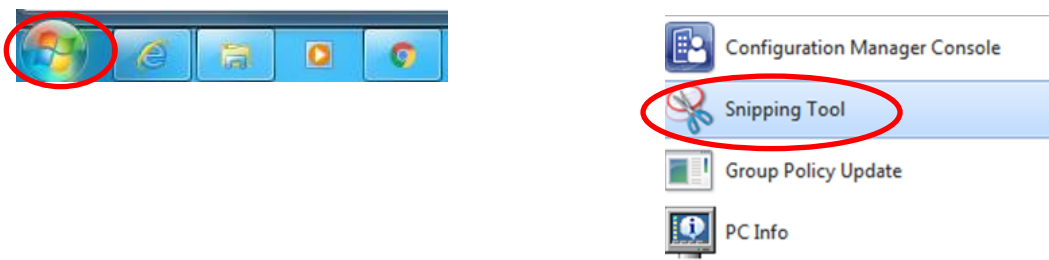 Configuration Manager Console
Snipping Tool
Group Policy Update
PC Info